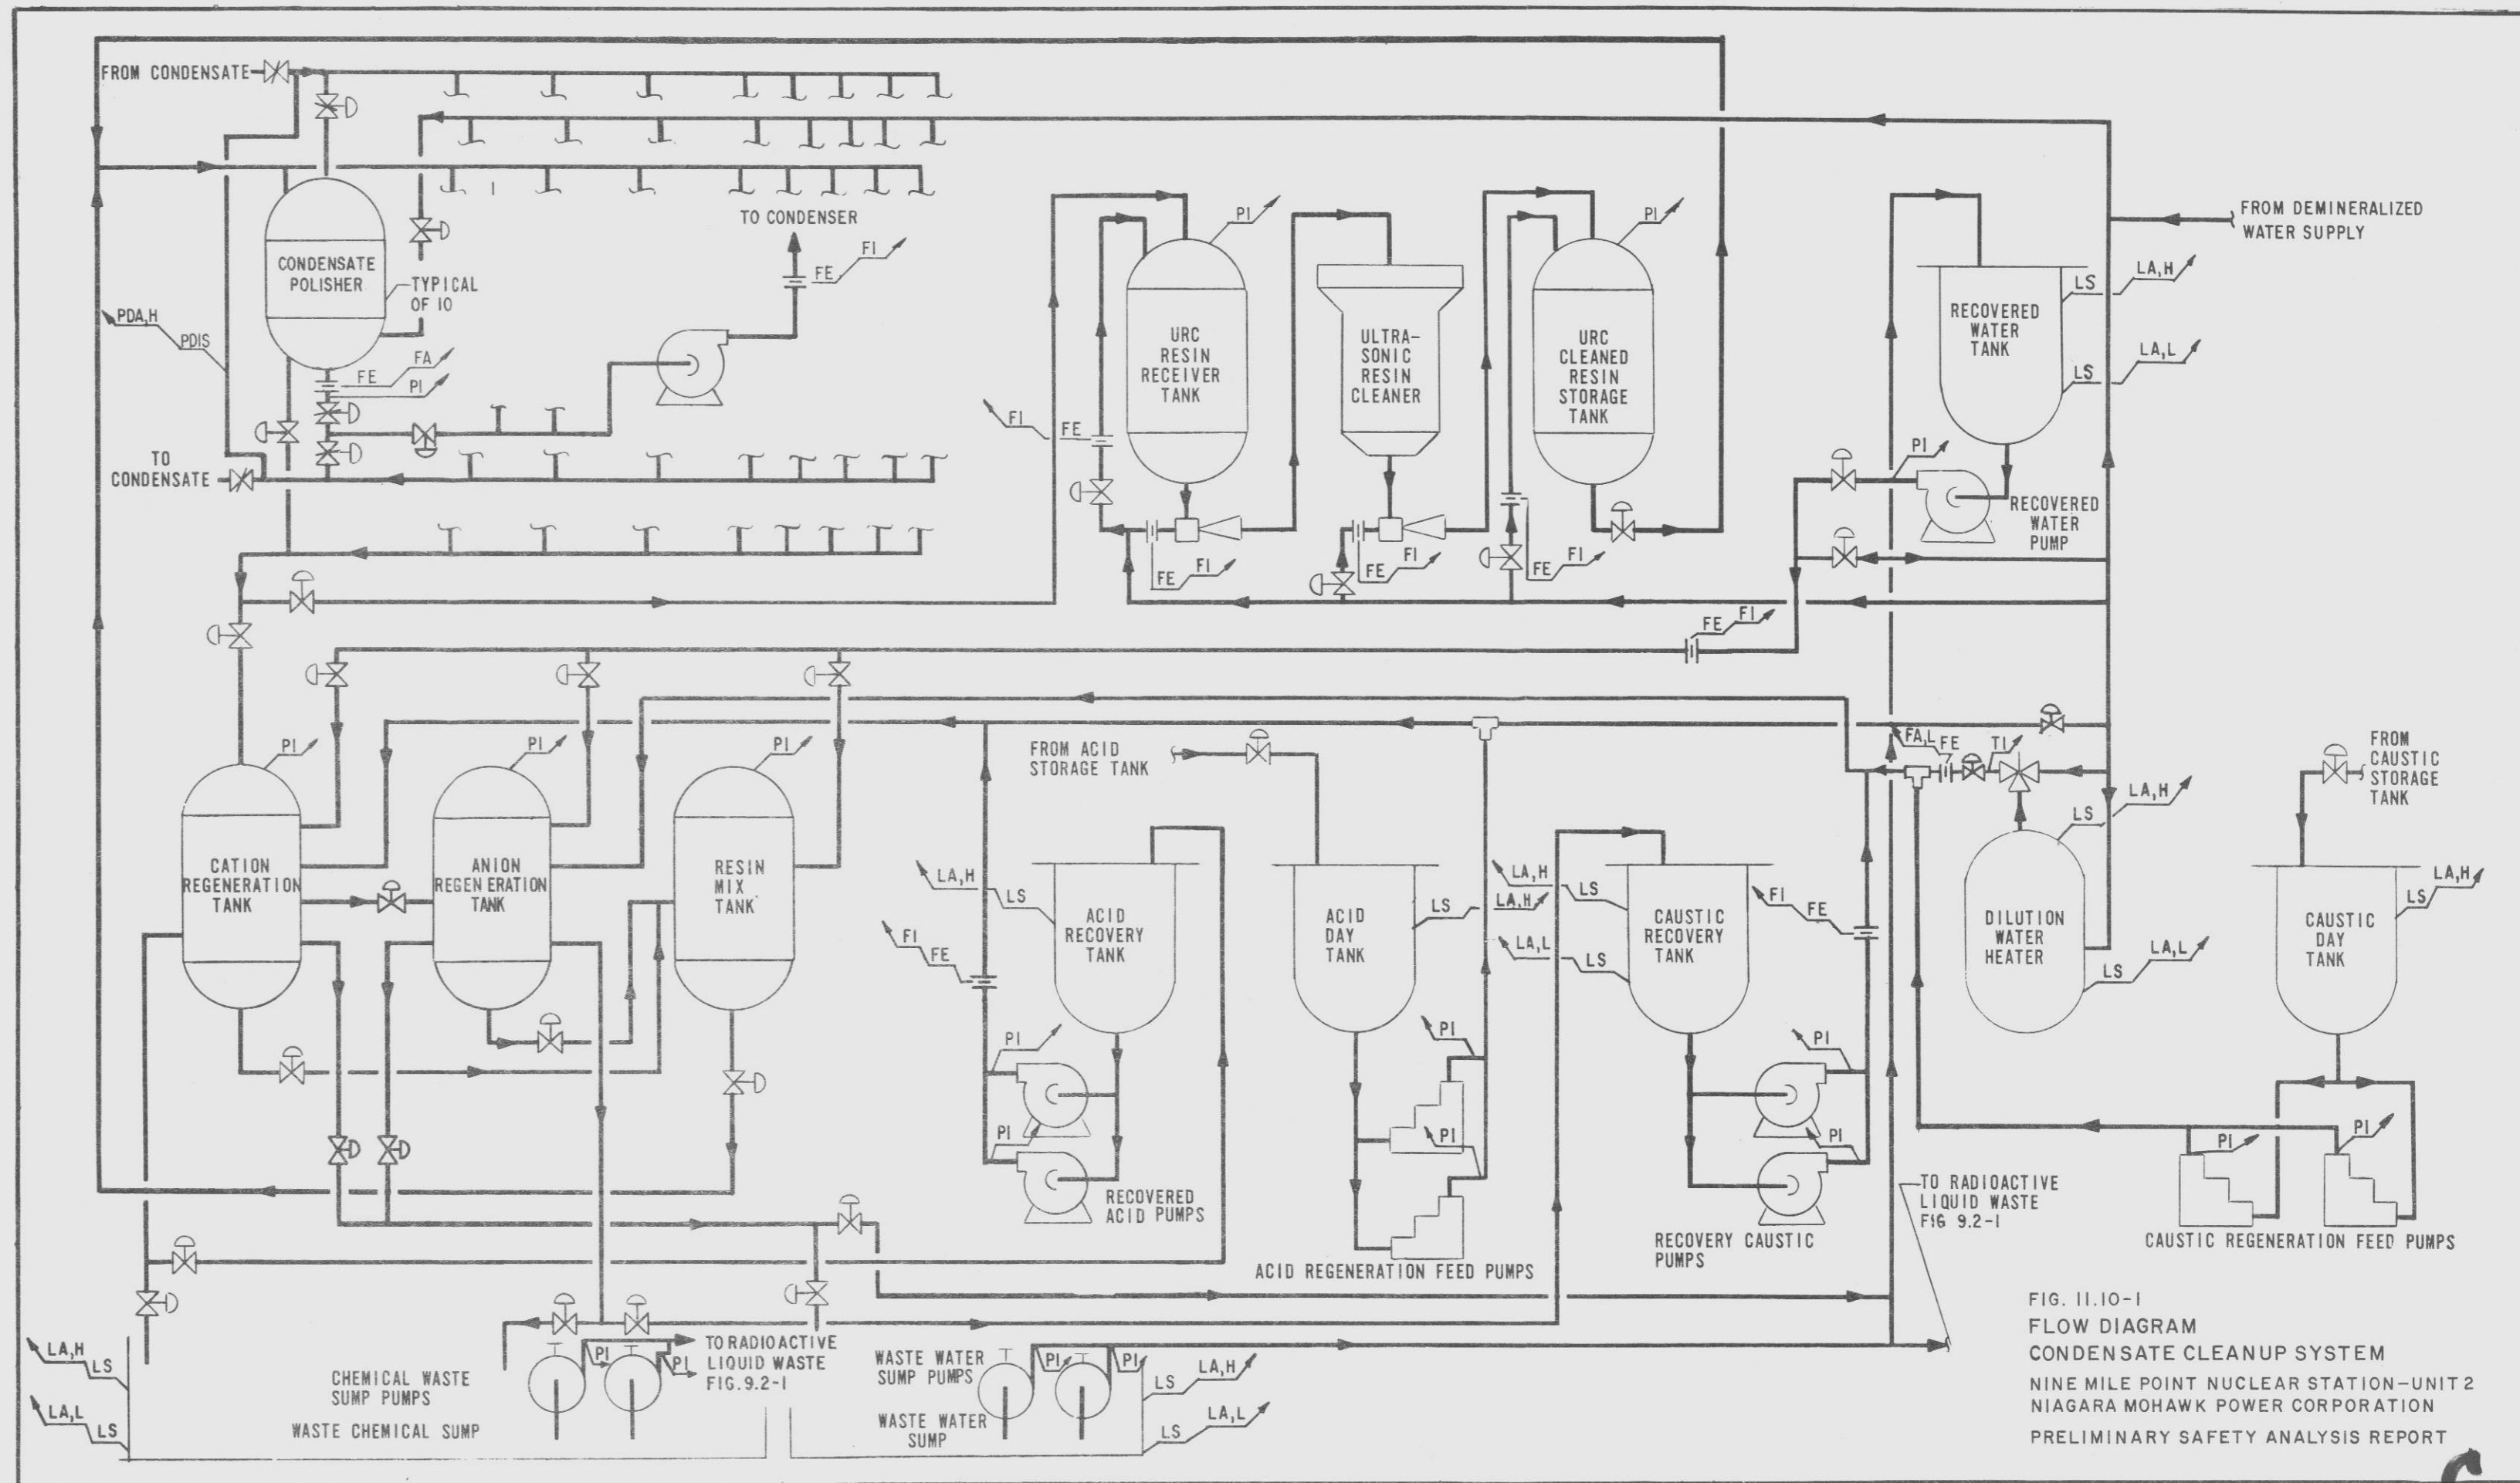 FROM CONDENSATE
TO CONDENSER
FI
FE
CONDENSATE
POLISHER
TYPICAL
OF 10
PDA,H
PDIS
FA
FE
PI
TO
CONDENSATE
PI
URC
RESIN
RECEIVER
TANK
FI
FE
FE
FI
ULTRA-
SONIC
RESIN
CLEANER
FE
FI
PI
URC
CLEANED
RESIN
STORAGE
TANK
FE
FI
FROM DEMINERALIZED
WATER SUPPLY
RECOVERED
WATER
TANK
LS
LA,H
LS
LA,L
PI
RECOVERED
WATER
PUMP
FE
FI
PI
CATION
REGENERATION
TANK
PI
ANION
REGENERATION
TANK
PI
RESIN
MIX
TANK
FROM ACID
STORAGE TANK
LA,H
LS
FI
FE
ACID
RECOVERY
TANK
PI
PI
RECOVERED
ACID PUMPS
ACID
DAY
TANK
LS
LA,H
PI
PI
ACID REGENERATION FEED PUMPS
LA,H
LS
LA,L
LS
CAUSTIC
RECOVERY
TANK
FI
FE
PI
PI
RECOVERY CAUSTIC
PUMPS
FA,L
FE
TI
LS
LA,H
DILUTION
WATER
HEATER
LS
LA,L
FROM
CAUSTIC
STORAGE
TANK
LA,H
LS
CAUSTIC
DAY
TANK
PI
PI
CAUSTIC REGENERATION FEED PUMPS
TO RADIOACTIVE
LIQUID WASTE
FIG 9.2-1
LA,H
LS
LA,L
LS
CHEMICAL WASTE
SUMP PUMPS
WASTE CHEMICAL SUMP
PI
PI
TO RADIOACTIVE
LIQUID WASTE
FIG.9.2-1
WASTE WATER
SUMP PUMPS
WASTE WATER
SUMP
PI
PI
LS
LA,H
LS
LA,L
FIG. 11.10-1
FLOW DIAGRAM
CONDENSATE CLEANUP SYSTEM
NINE MILE POINT NUCLEAR STATION-UNIT 2
NIAGARA MOHAWK POWER CORPORATION
PRELIMINARY SAFETY ANALYSIS REPORT